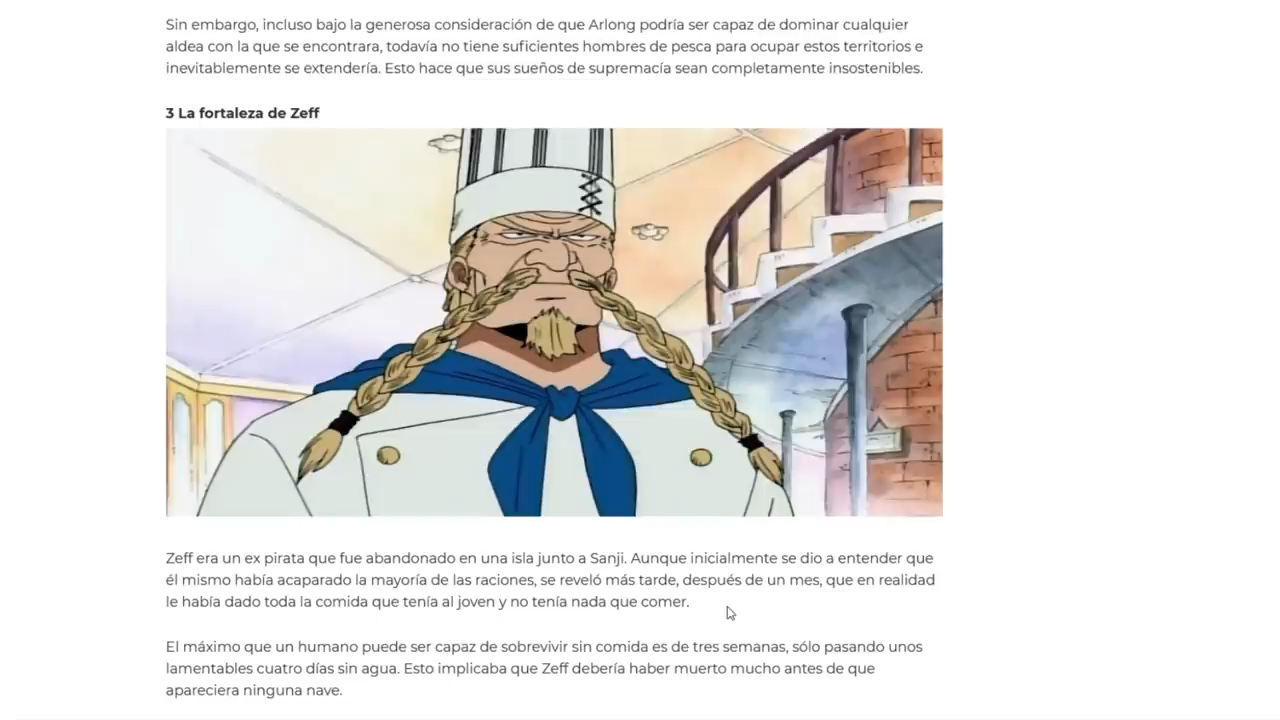 Sin embargo, incluso bajo la generosa consideración de que Arlong podría ser capaz de dominar cualquier
aldea con la que se encontrara, todavía no tiene suficientes hombres de pesca para ocupar estos territorios e
inevitablemente se extendería. Esto hace que sus sueños de supremacía sean completamente insostenibles.
3 La fortaleza de Zeff
Zeff era un ex pirata que fue abandonado en una isla junto a Sanji. Aunque inicialmente se dio a entender que
él mismo había acaparado la mayoría de las raciones, se reveló más tarde, después de un mes, que en realidad
le había dado toda la comida que tenía al joven y no tenía nada que comer.
El máximo que un humano puede ser capaz de sobrevivir sin comida es de tres semanas, sólo pasando unos
lamentables cuatro días sin agua. Esto implicaba que Zeff debería haber muerto mucho antes de que
apareciera ninguna nave.